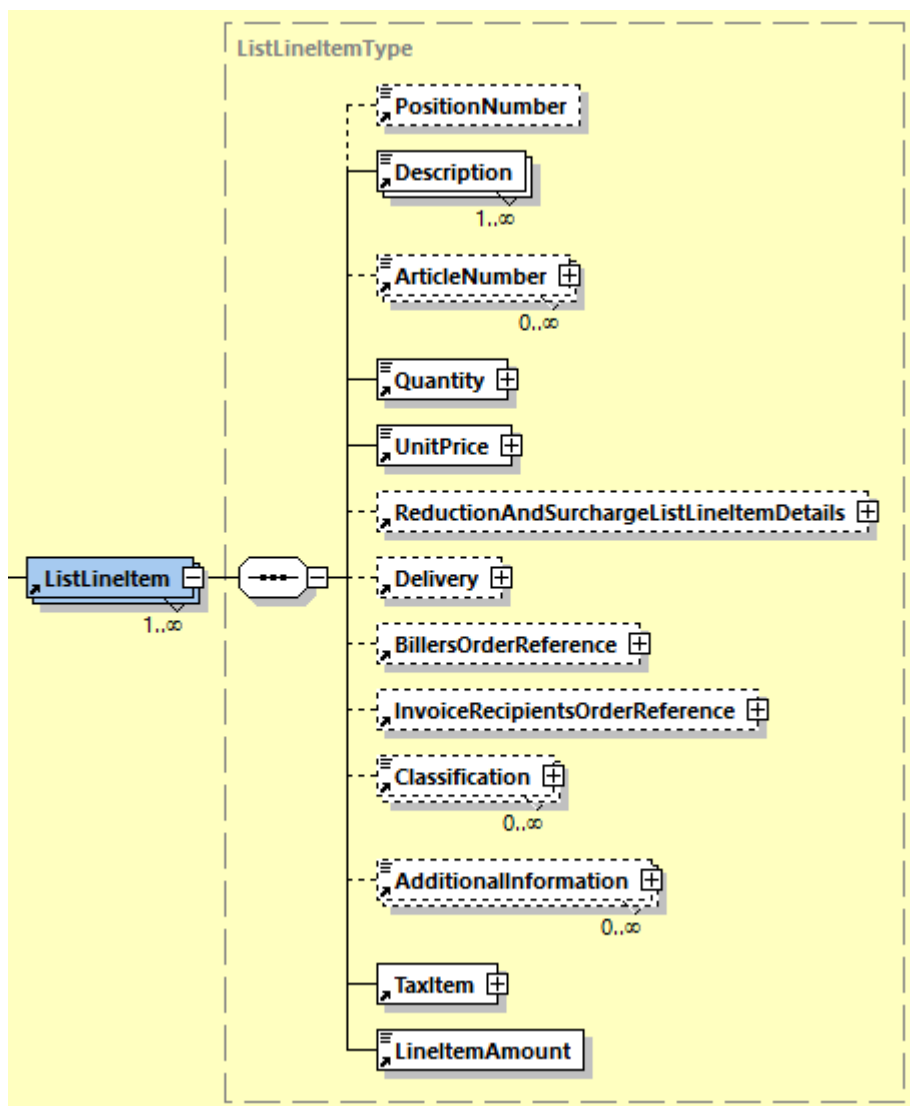 ListLineItemType
PositionNumber
Description
1..∞
ArticleNumber
0..∞
Quantity
UnitPrice
ReductionAndSurchargeListLineItemDetails
ListLineItem
1..∞
Delivery
BillersOrderReference
InvoiceRecipientsOrderReference
Classification
0..∞
AdditionalInformation
0..∞
TaxItem
LineItemAmount